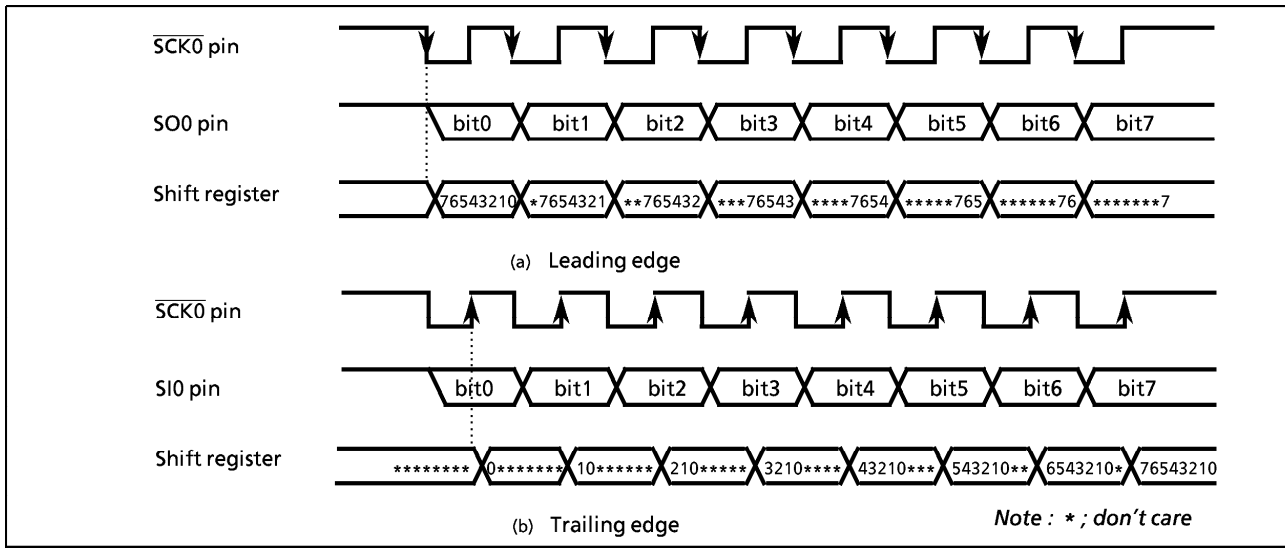 SCK0 pin
SO0 pin bit0 bit1 bit2 bit3 bit4 bit5 bit6 bit7
Shift register 76543210 *7654321 **765432 ***76543 ****7654 *****765 ******76 *******7
(a) Leading edge
SCK0 pin
SI0 pin bit0 bit1 bit2 bit3 bit4 bit5 bit6 bit7
Shift register ******** 0******* 10****** 210***** 3210**** 43210*** 543210** 6543210* 76543210
(b) Trailing edge
Note : * ; don't care